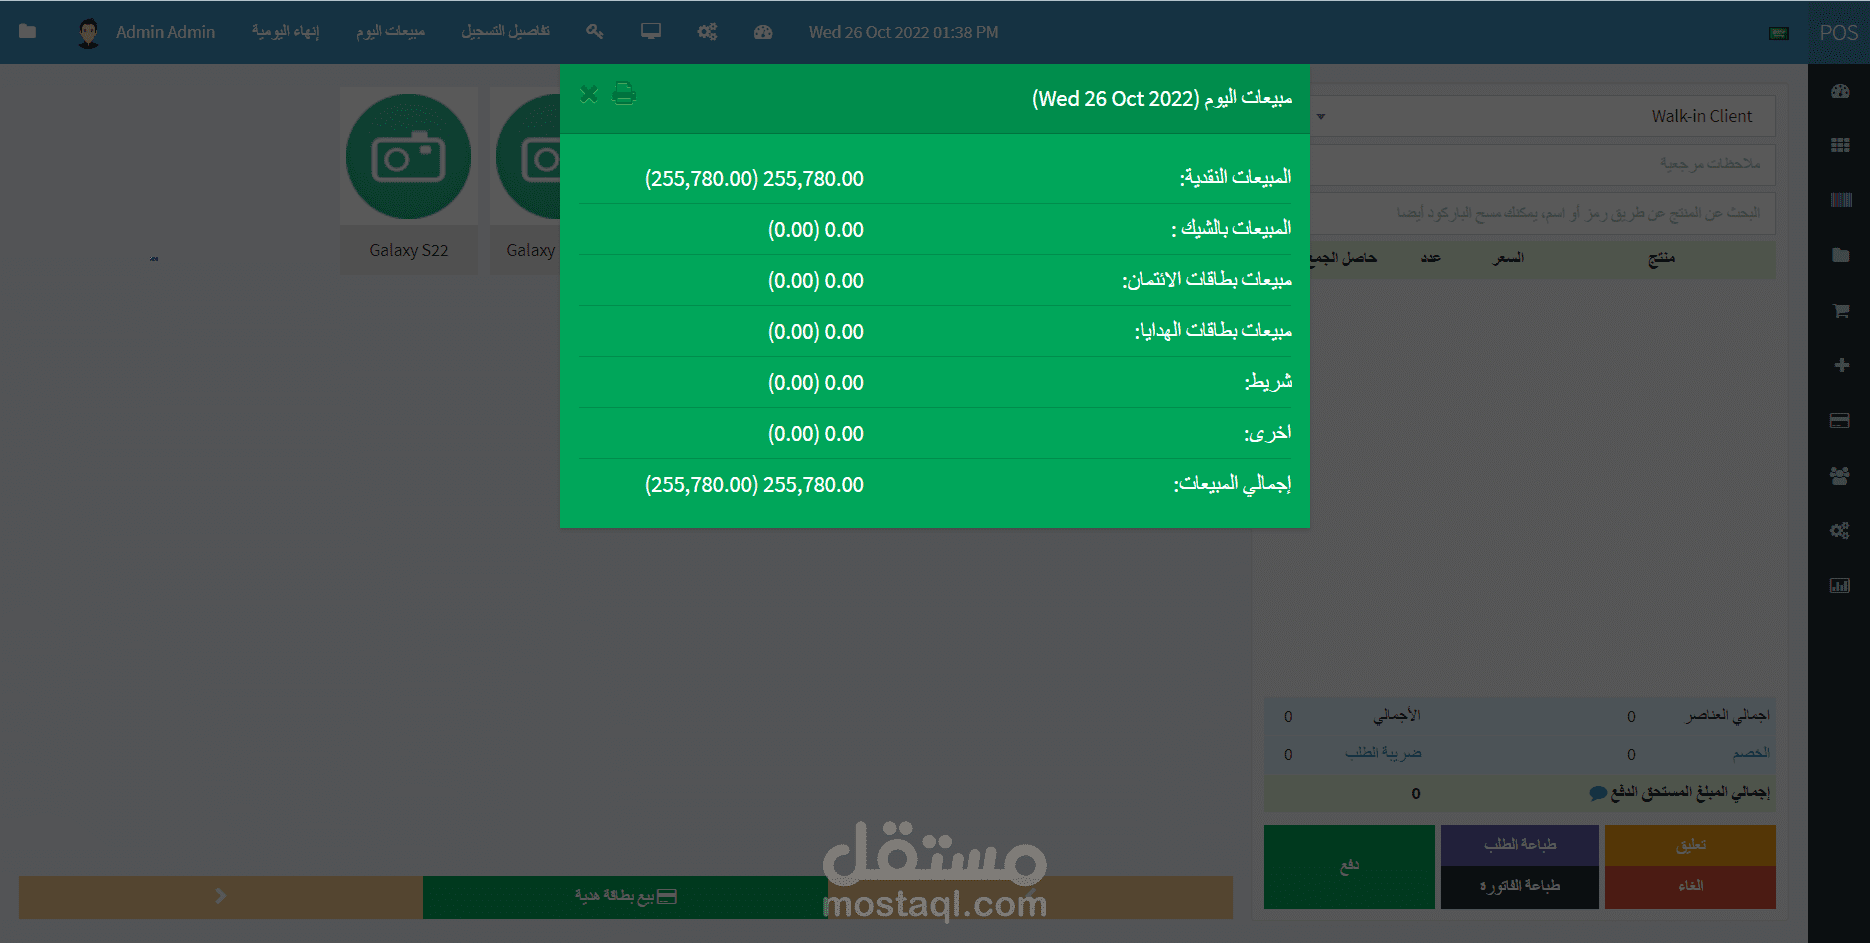 POS
Wed 26 Oct 2022 01:38 PM
تفاصيل التسجيل
مبيعات اليوم
إنهاء اليومية
Admin Admin
مبيعات اليوم (Wed 26 Oct 2022)
المبيعات النقدية: 255,780.00 (255,780.00)
المبيعات بالشيك : 0.00 (0.00)
مبيعات بطاقات الائتمان: 0.00 (0.00)
مبيعات بطاقات الهدايا: 0.00 (0.00)
شريط: 0.00 (0.00)
اخرى: 0.00 (0.00)
إجمالي المبيعات: 255,780.00 (255,780.00)
Walk-in Client
ملاحظات مرجعية
البحث عن المنتج عن طريق رمز أو اسم، يمكنك مسح الباركود أيضا
منتج السعر عدد حاصل الجمع
Galaxy S22
Galaxy
اجمالي العناصر 0 الأجمالي 0
الخصم 0 ضريبة الطلب 0
إجمالي المبلغ المستحق الدفع 0
تعليق
طباعة الطلب
دفع
الغاء
طباعة الفاتورة
بيع بطاقة هدية
مستقل
mostaql.com